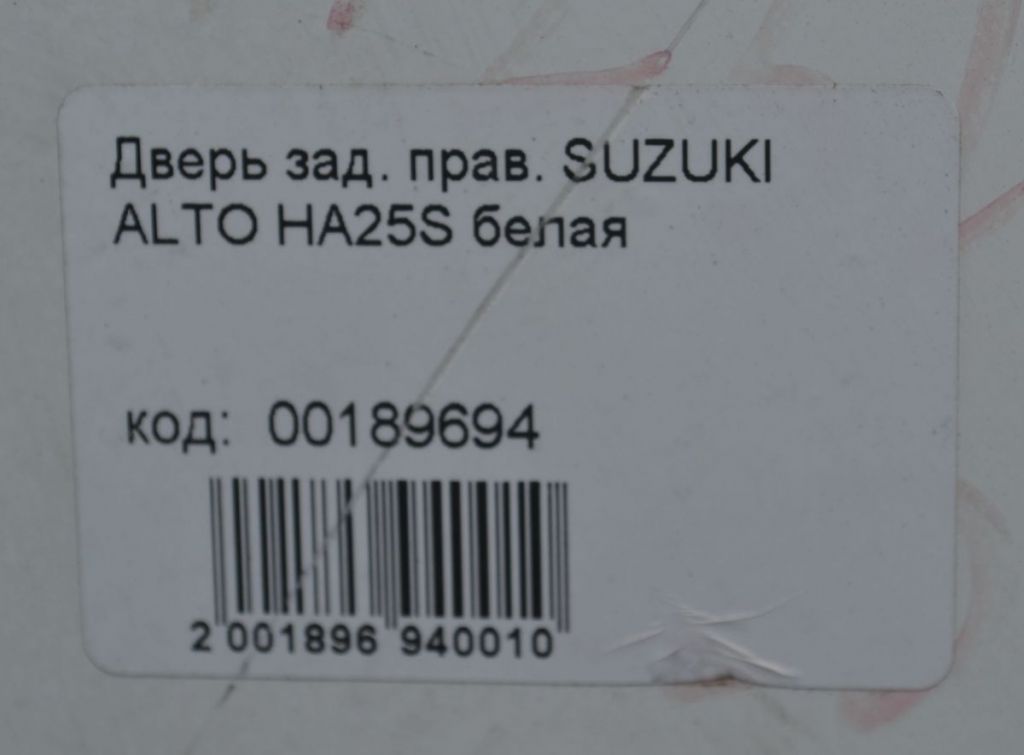 Дверь зад. прав. SUZUKI
ALTO HA25S белая
код: 00189694
2 001896 940010